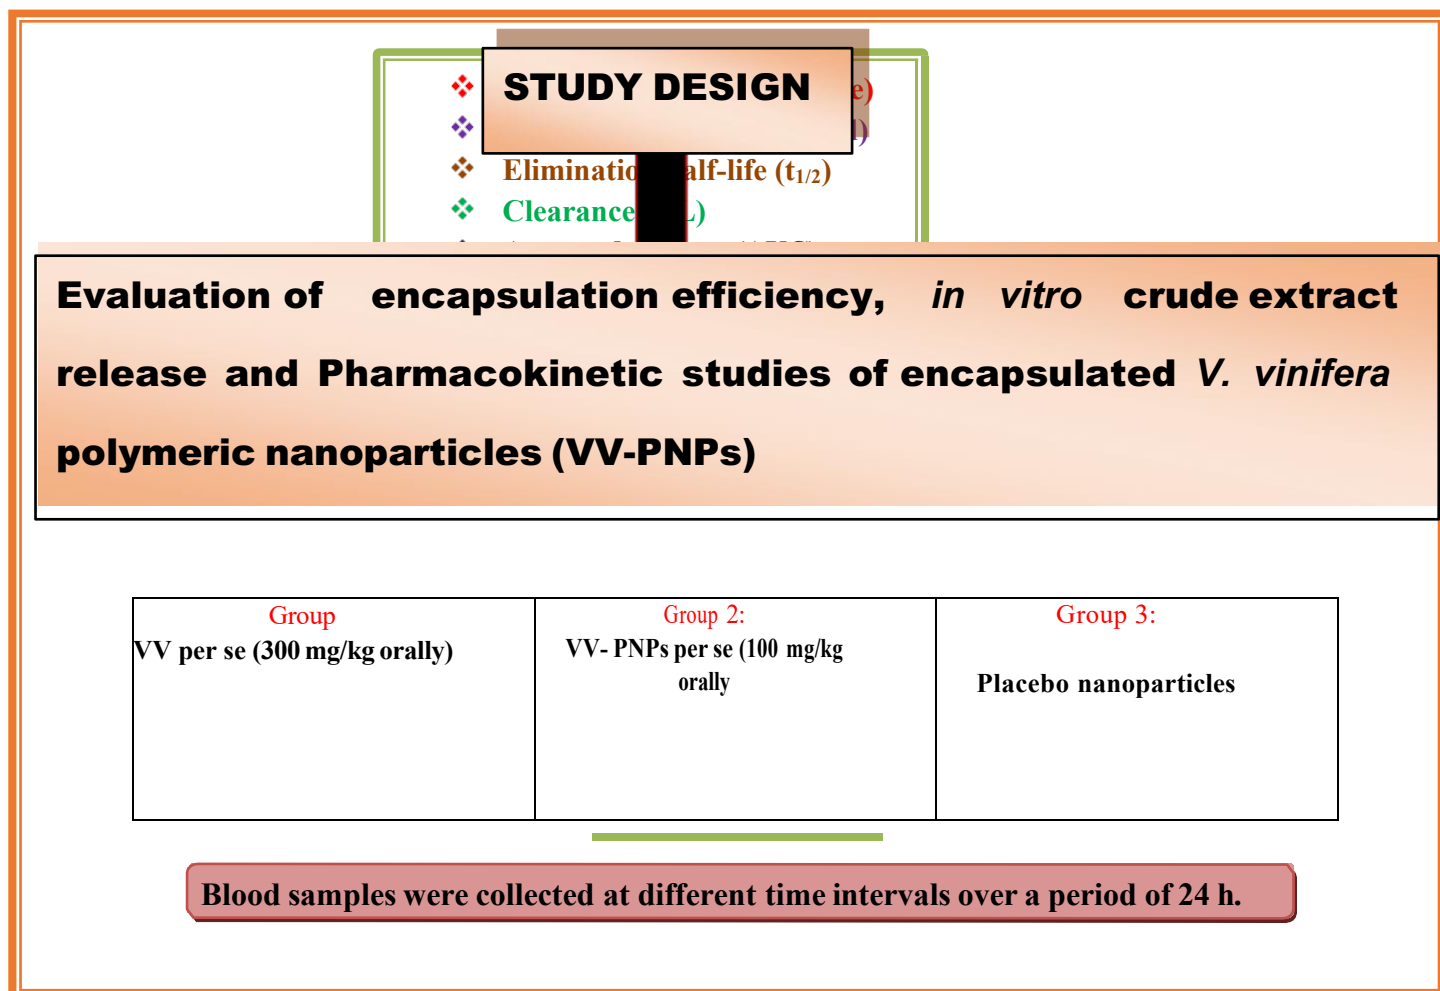 STUDY DESIGN
e)
Elimination alf-life (t1/2)
Clearance L)
Evaluation of encapsulation efficiency, in vitro crude extract
release and Pharmacokinetic studies of encapsulated V. vinifera
polymeric nanoparticles (VV-PNPs)
Group
VV per se (300 mg/kg orally)
Group 2:
VV- PNPs per se (100 mg/kg
orally
Group 3:
Placebo nanoparticles
Blood samples were collected at different time intervals over a period of 24 h.